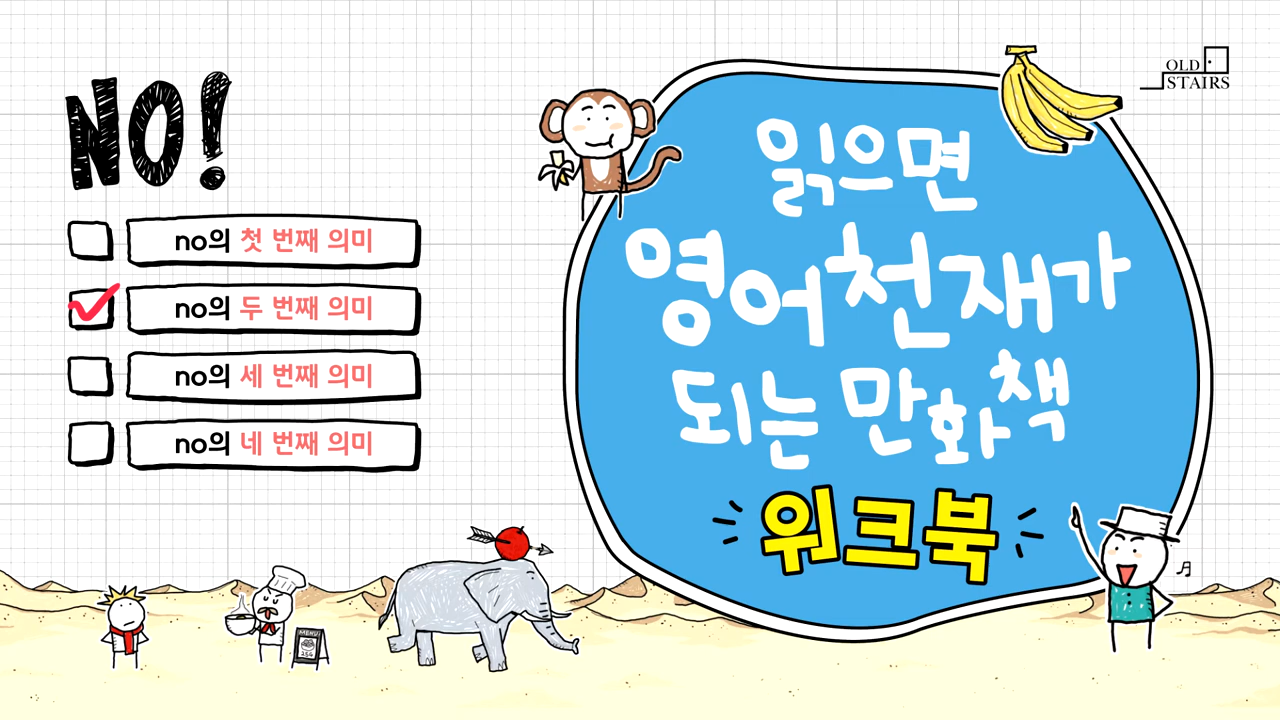 NO!
no의 첫 번째 의미
no의 두 번째 의미
no의 세 번째 의미
no의 네 번째 의미
OLD
STAIRS
읽으면
영어천재가
되는 만화책
워크북
MENU